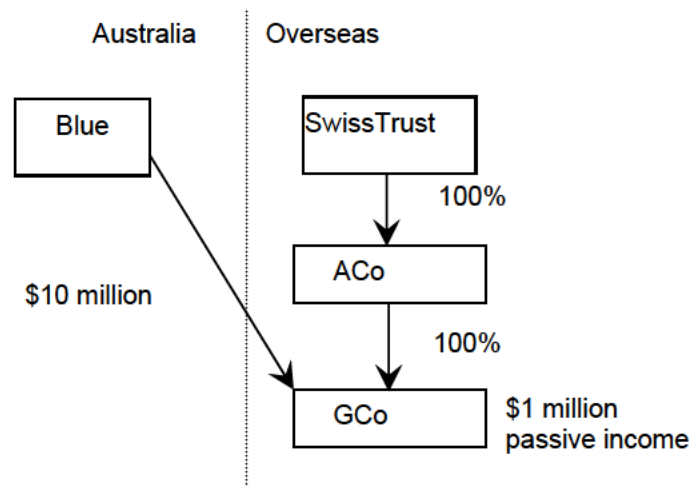 Australia
Overseas
Blue
SwissTrust
100%
ACo
$10 million
100%
GCo
$1 million
passive income